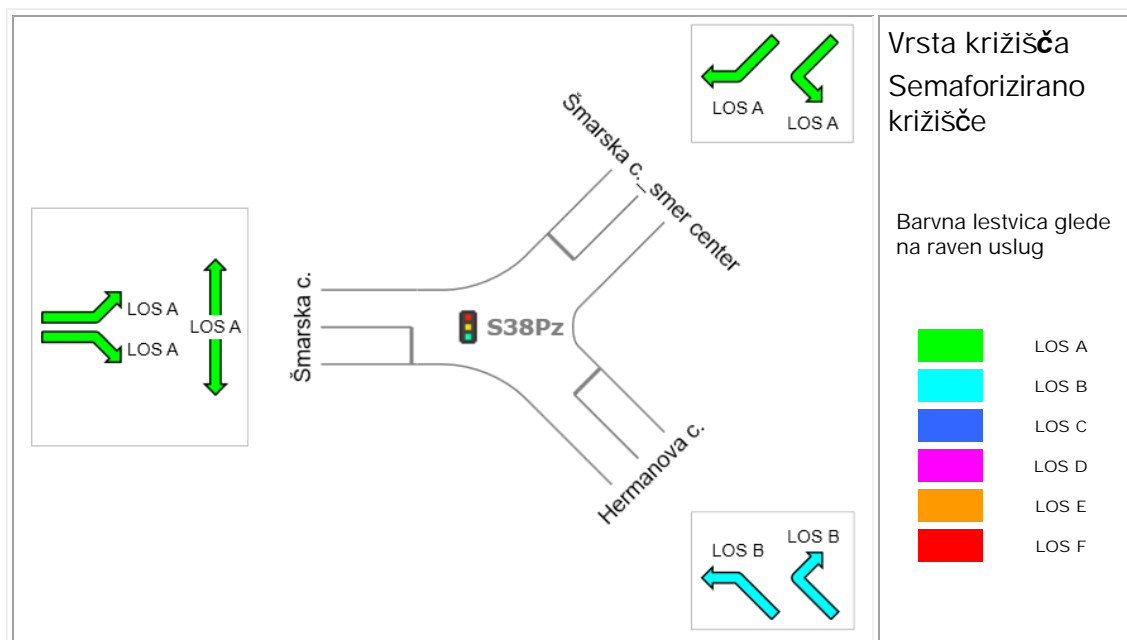 LOS A
LOS A
Šmarska c._smer center
LOS A
LOS A
LOS A
Šmarska c.
S38Pz
Hermanova c.
LOS B
LOS B
Vrsta križišča
Semaforizirano
križišče
Barvna lestvica glede
na raven uslug
LOS A
LOS B
LOS C
LOS D
LOS E
LOS F